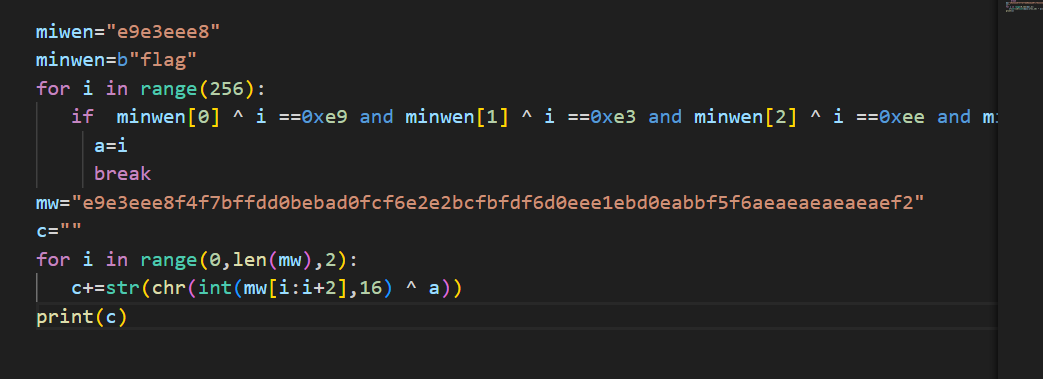 miwen="e9e3eee8"
minwen=b"flag"
for i in range(256):
if minwen[0] ^ i ==0xe9 and minwen[1] ^ i ==0xe3 and minwen[2] ^ i ==0xee and mi
a=i
break
mw="e9e3eee8f4f7bffdd0bebad0fcf6e2e2bcfbfdf6d0eee1ebd0eabbf5f6aeaeaeaeaeaef2"
c=""
for i in range(0,len(mw),2):
c+=str(chr(int(mw[i:i+2],16) ^ a))
print(c)